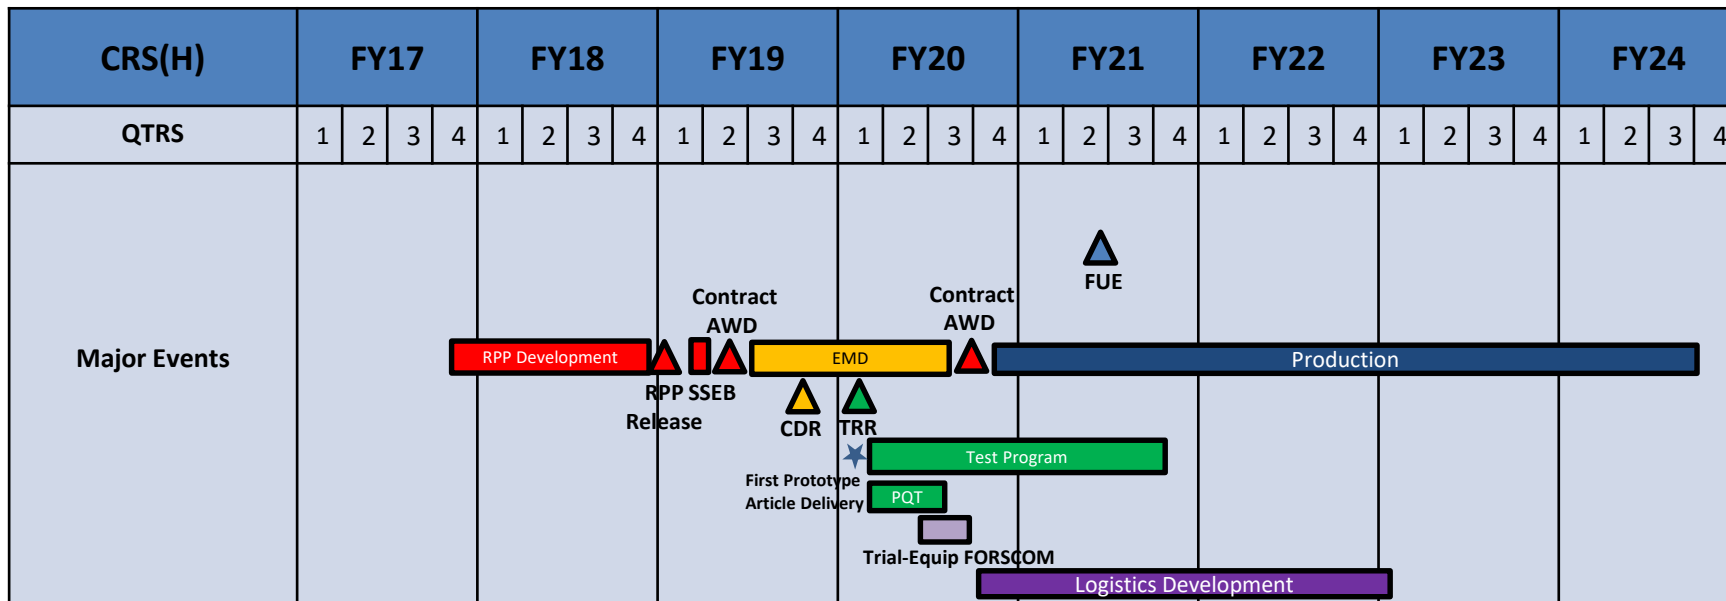 CRS(H) FY17 FY18 FY19 FY20 FY21 FY22 FY23 FY24
QTRS 1 2 3 4 1 2 3 4 1 2 3 4 1 2 3 4 1 2 3 4 1 2 3 4 1 2 3 4 1 2 3 4
Major Events
FUE
Contract
AWD
Contract
AWD
RPP Development
EMD
Production
RPP
Release
SSEB
CDR
TRR
Test Program
First Prototype
Article Delivery
PQT
Trial-Equip FORSCOM
Logistics Development